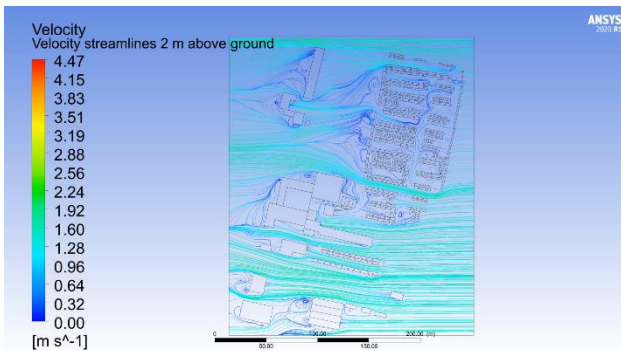 Velocity
Velocity streamlines 2 m above ground
ANSYS
2020 R1
4.47
4.15
3.83
3.51
3.19
2.88
2.56
2.24
1.92
1.60
1.28
0.96
0.64
0.32
0.00
[m s^-1]
0 100.00 200.00 (m)
50.00 150.00